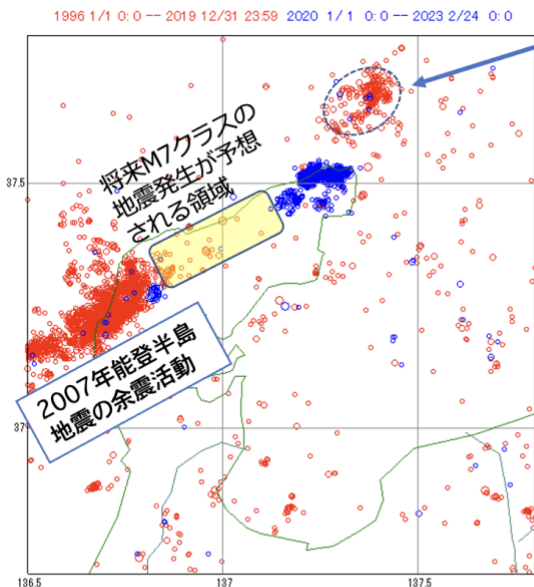 1996 1/1 0: 0 -- 2019 12/31 23:59 2020 1/ 1 0: 0 -- 2023 2/24 0: 0
将来M7クラスの
地震発生が予想
される領域
37.5
2007年能登半島
地震の余震活動
37
136.5 137 137.5